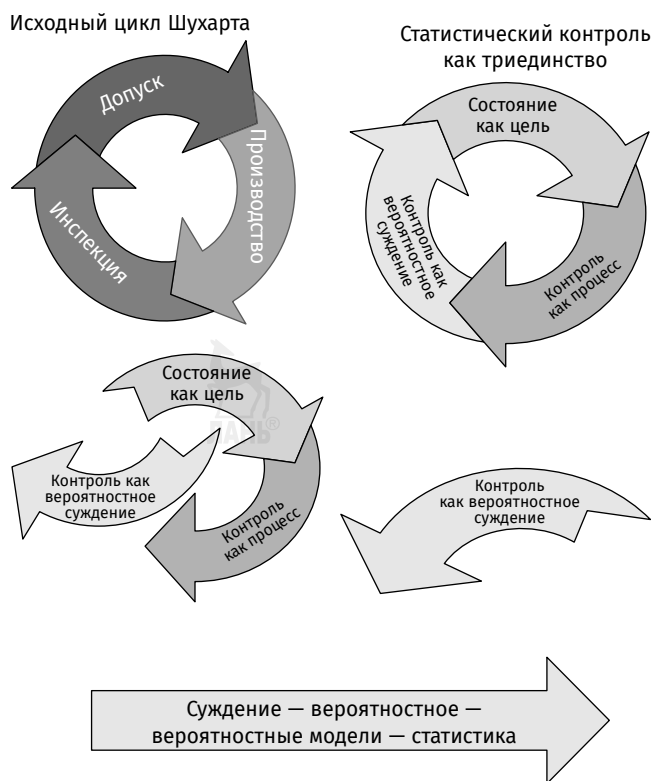 Исходный цикл Шухарта
Допуск
Производство
Инспекция
Статистический контроль
как триединство
Состояние
как цель
Контроль
как процесс
Контроль как
вероятностное
суждение
Состояние
как цель
ЛАНЬ®
Контроль как
вероятностное
суждение
Контроль
как процесс
Контроль
как вероятностное
суждение
Суждение — вероятностное —
вероятностные модели — статистика